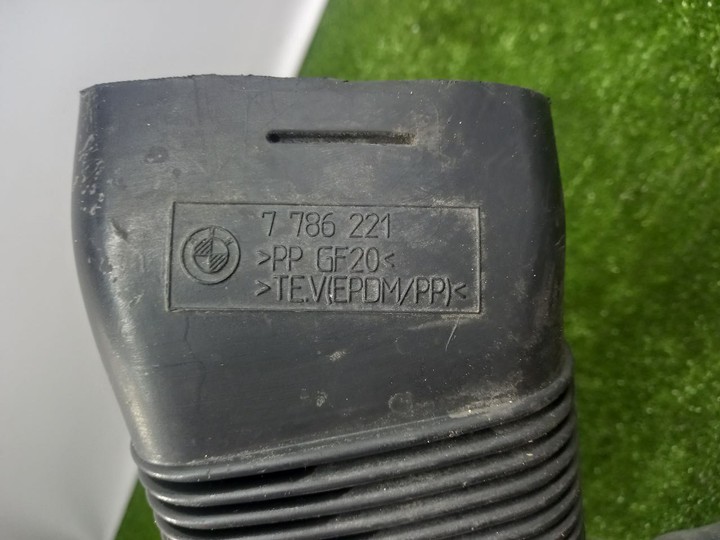 7 786 221
>PP GF20<
>TE.V(EPDM/PP)<